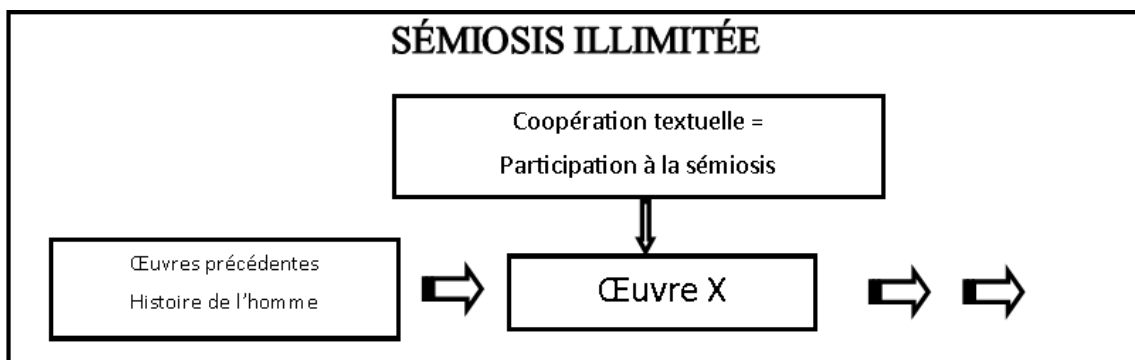 SÉMIOSIS ILLIMITÉE
Coopération textuelle =
Participation à la sémiosis
Œuvres précédentes
Histoire de l'homme
Œuvre X